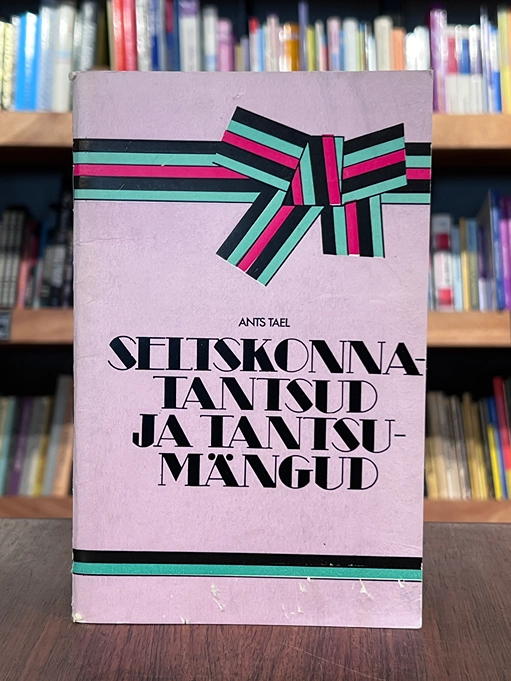 ANTS TAEL
SELTSKONNA-
TANTSUD
JA TANTSU-
MÄNGUD